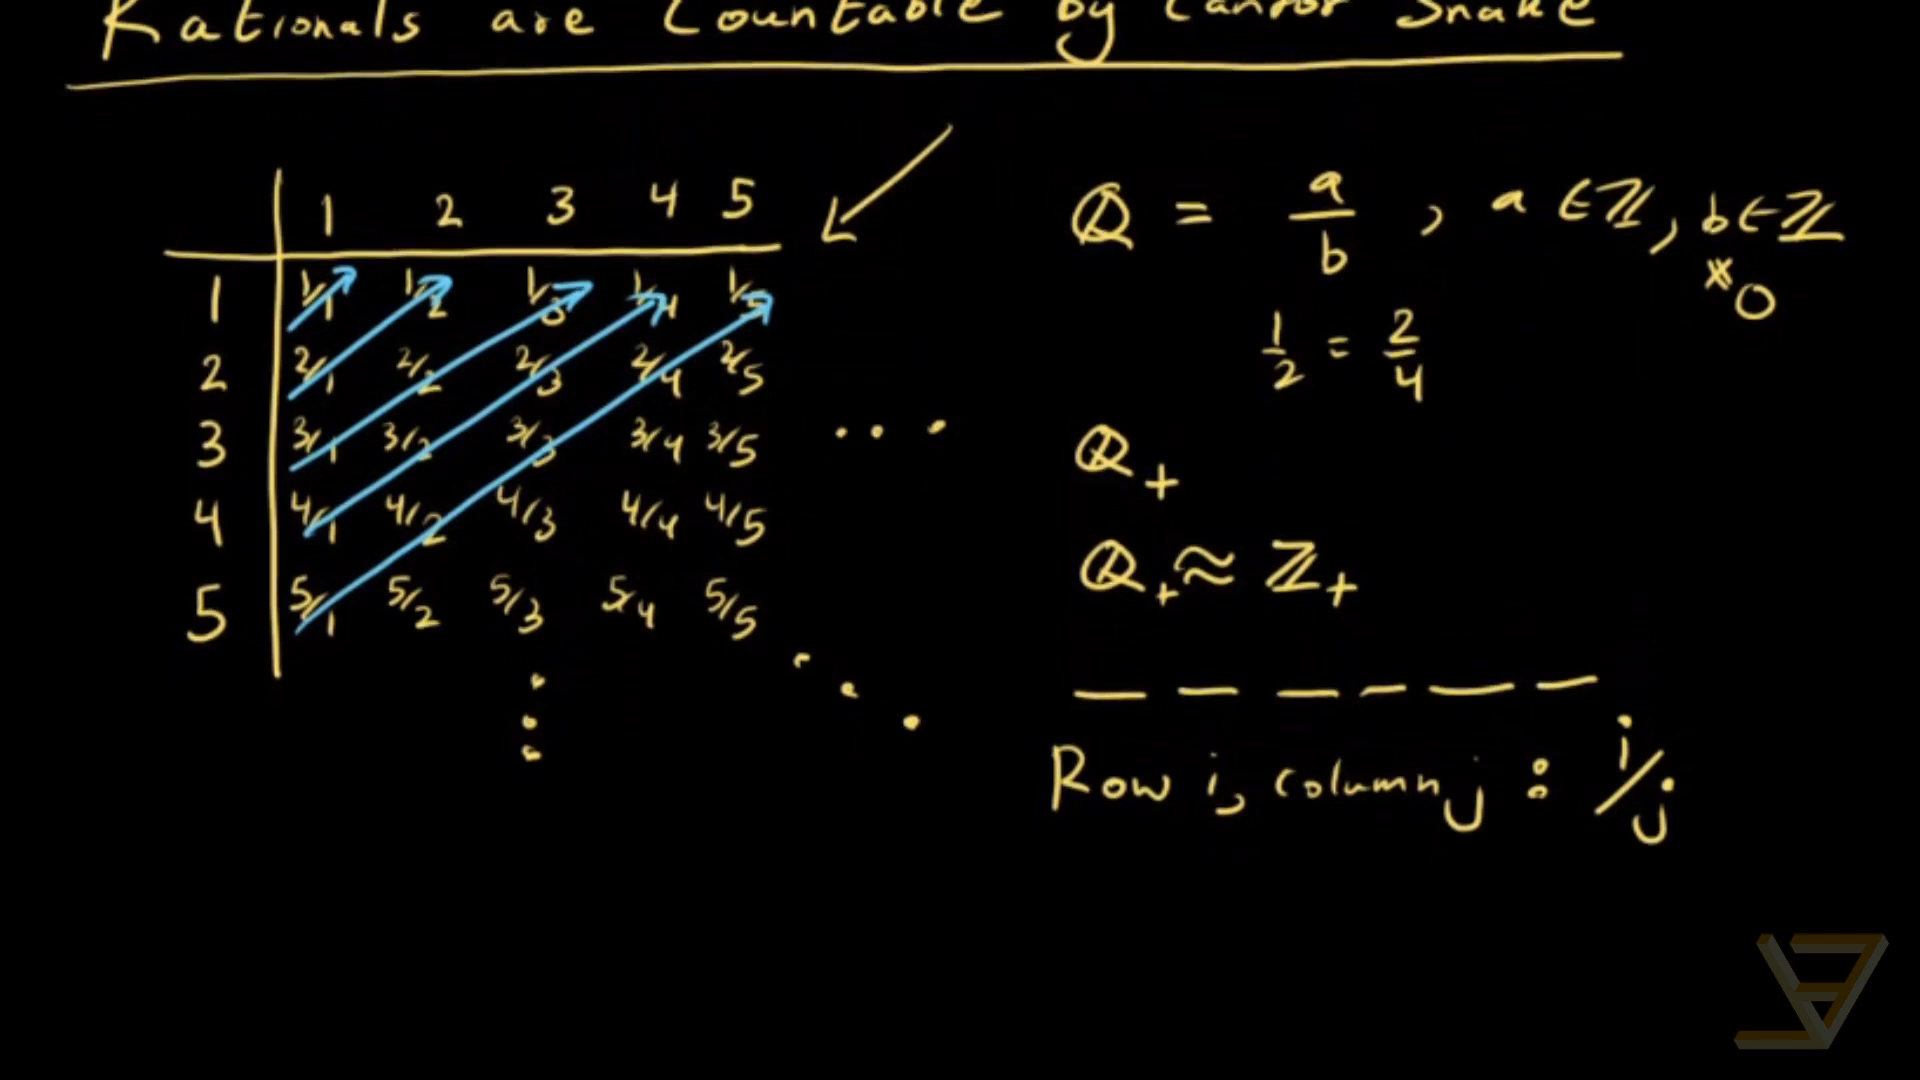 Rationals are Countable by Cantor Snake
1 2 3 4 5
1 1/1 1/2 1/3 1/4 1/5
2 2/1 2/2 2/3 2/4 2/5
3 3/1 3/2 3/3 3/4 3/5 ...
4 4/1 4/2 4/3 4/4 4/5
5 5/1 5/2 5/3 5/4 5/5
ℚ = a/b , a ∈ ℤ, b ∈ ℤ
* 0
1/2 = 2/4
ℚ+
ℚ+ ≈ ℤ+
Row i, column j : i/j